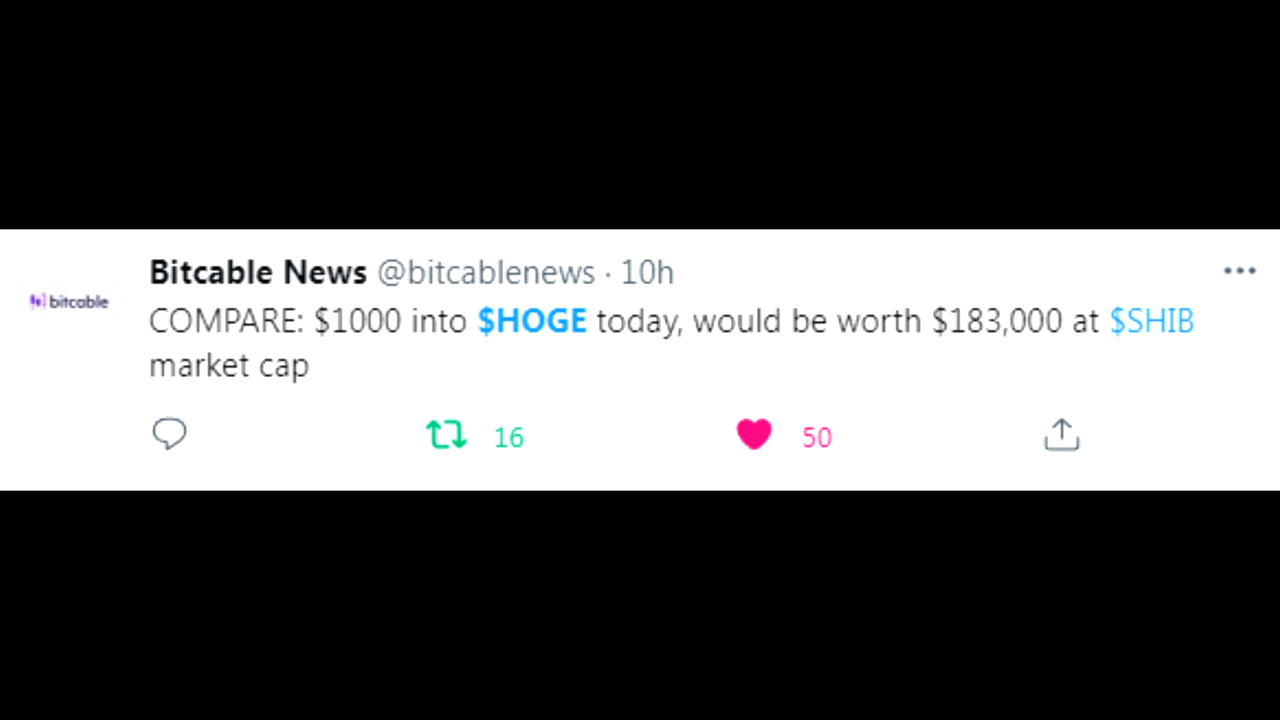 Bitcable News @bitcablenews · 10h
bitcable
COMPARE: $1000 into $HOGE today, would be worth $183,000 at $SHIB
market cap
16 50